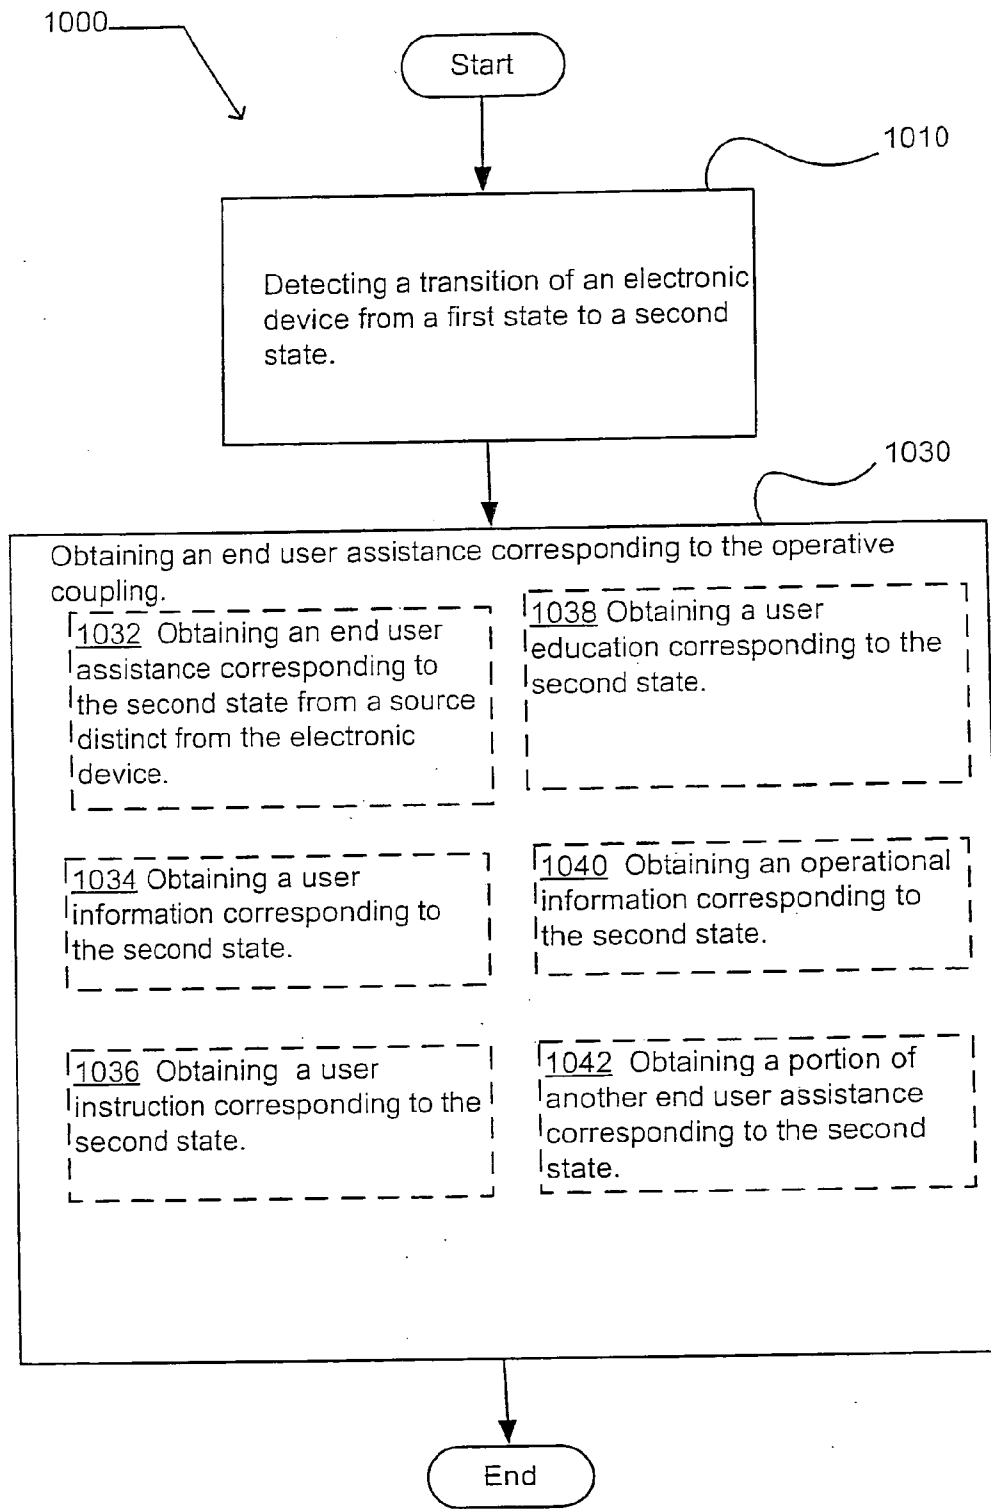 1000
Start
1010
Detecting a transition of an electronic
device from a first state to a second
state.
1030
Obtaining an end user assistance corresponding to the operative
coupling.
1032 Obtaining an end user
assistance corresponding to
the second state from a source
distinct from the electronic
device.
1038 Obtaining a user
education corresponding to the
second state.
1034 Obtaining a user
information corresponding to
the second state.
1040 Obtaining an operational
information corresponding to
the second state.
1036 Obtaining a user
instruction corresponding to the
second state.
1042 Obtaining a portion of
another end user assistance
corresponding to the second
state.
End